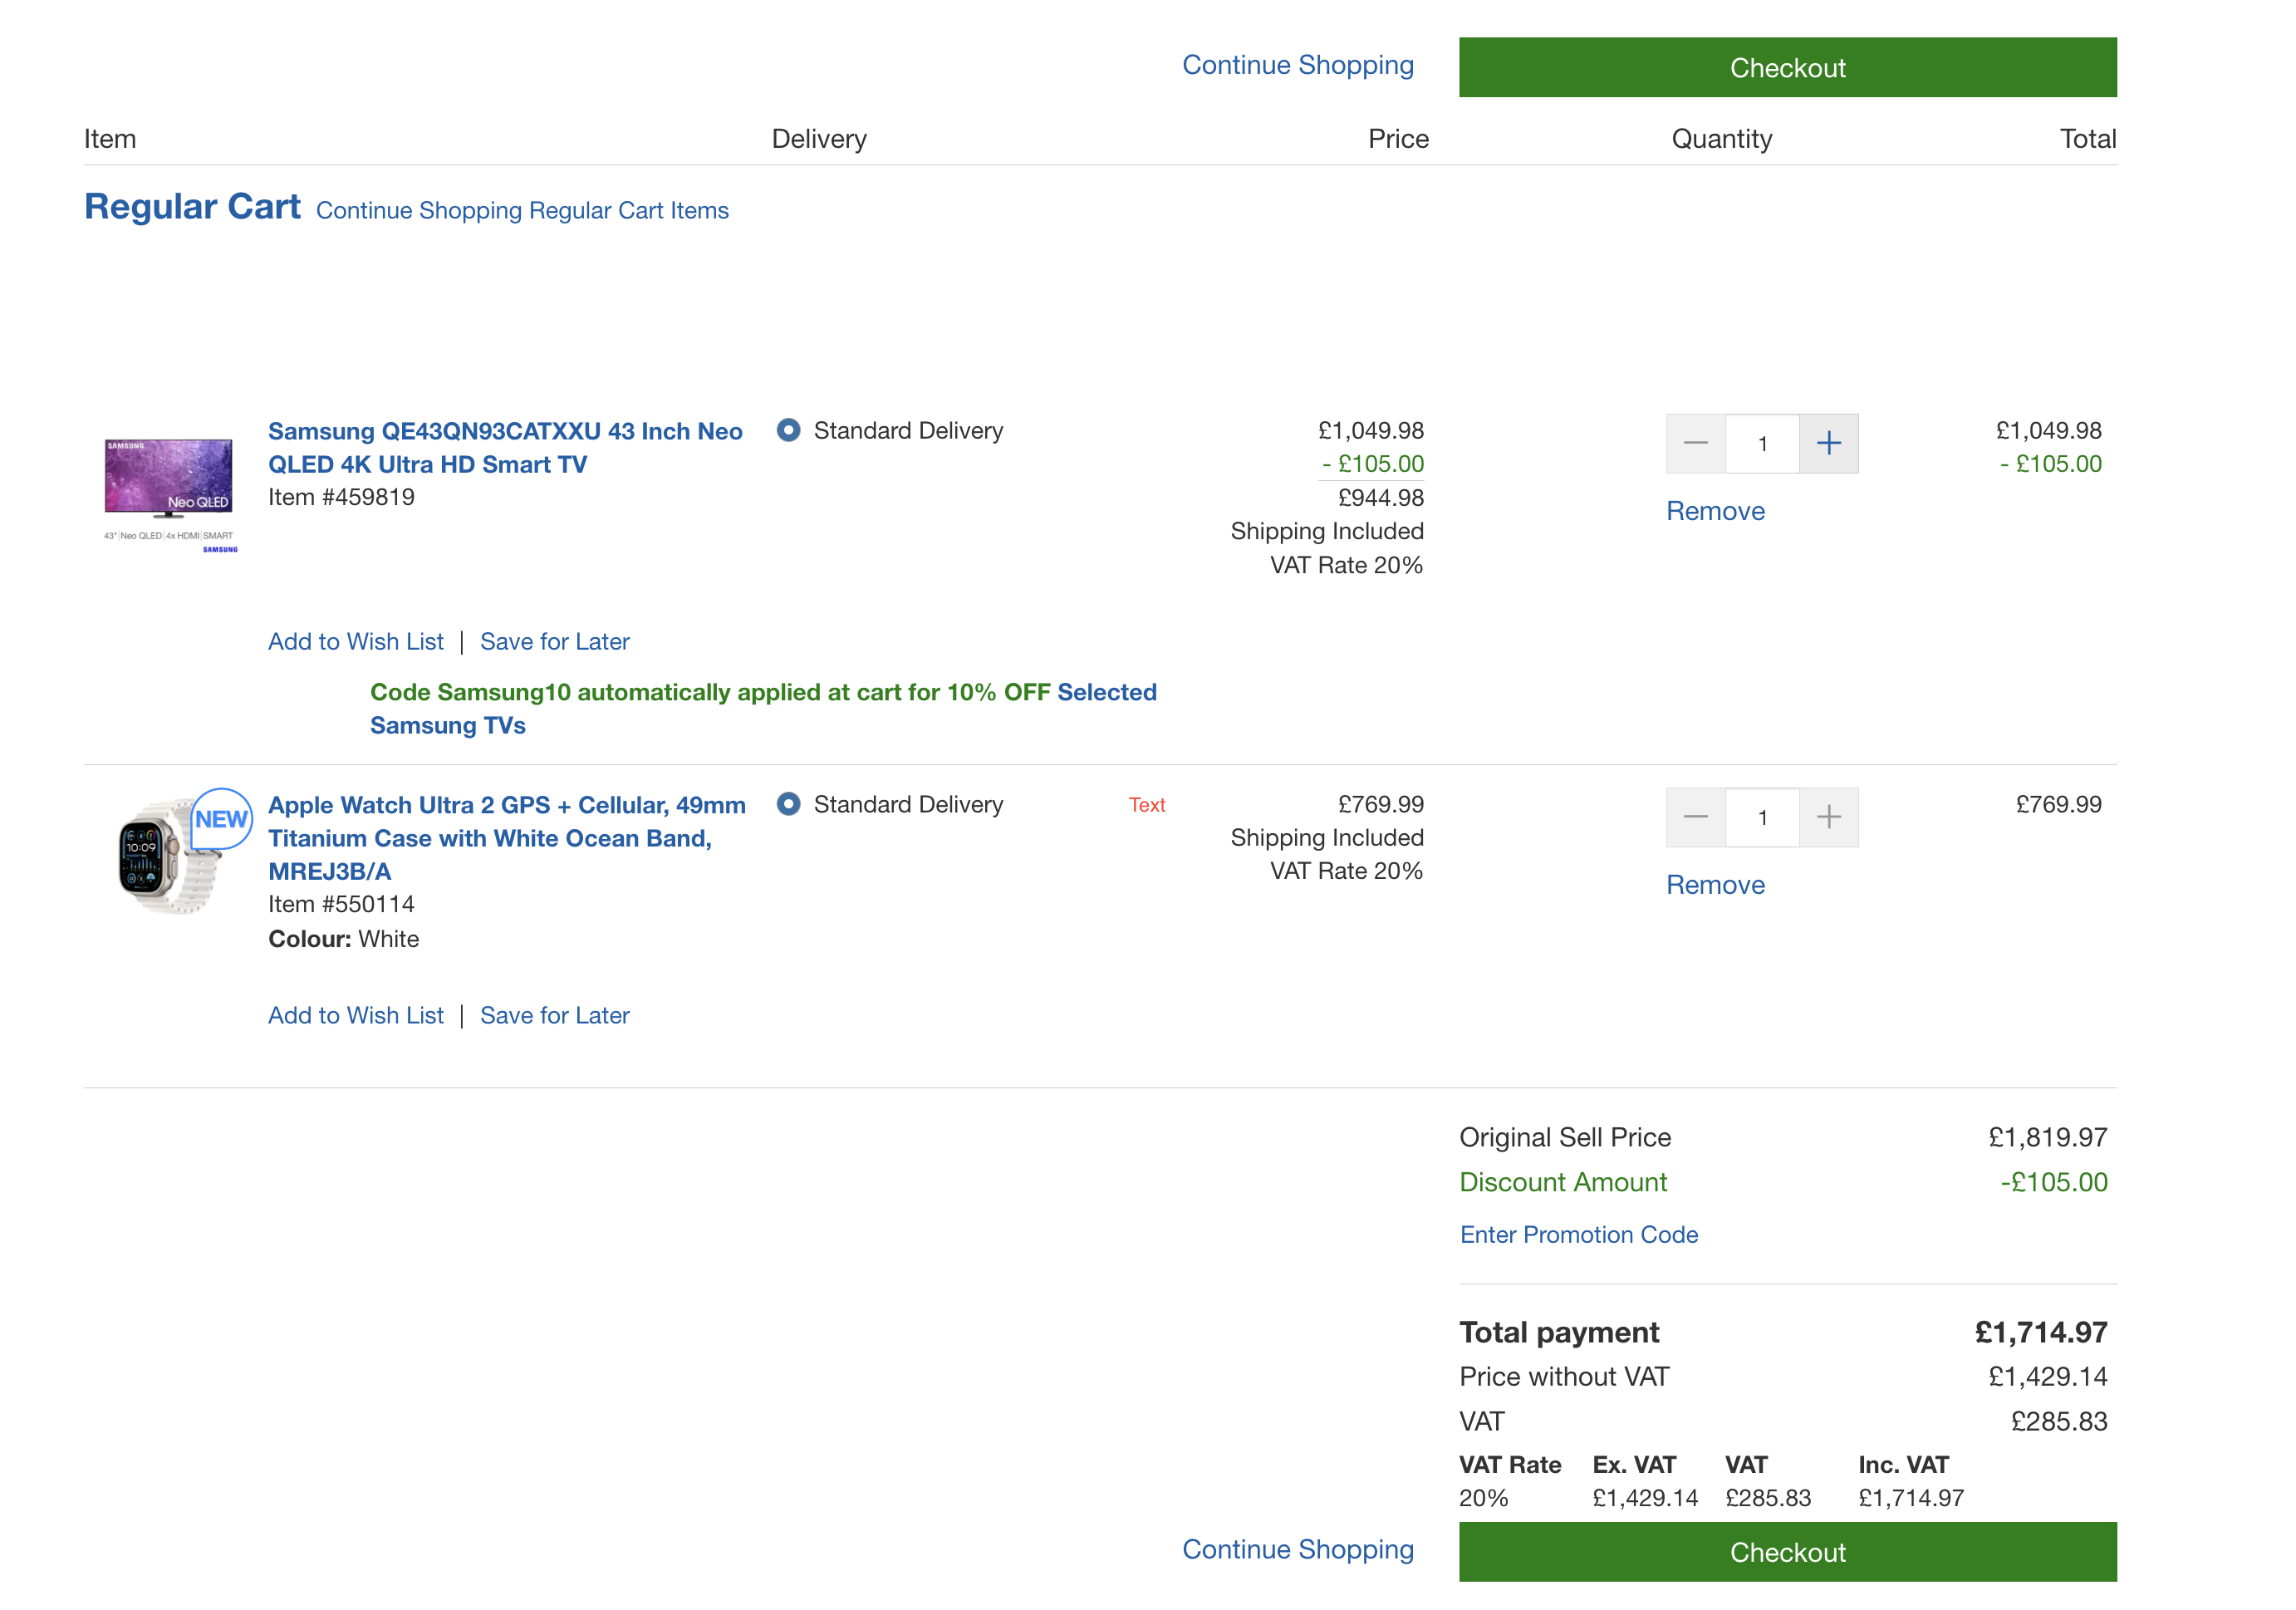 Continue Shopping Checkout
Item Delivery Price Quantity Total
Regular Cart Continue Shopping Regular Cart Items
SAMSUNG
Neo QLED
43" Neo QLED 4x HDMI SMART
SAMSUNG
Samsung QE43QN93CATXXU 43 Inch Neo
QLED 4K Ultra HD Smart TV
Item #459819
Standard Delivery
£1,049.98
- £105.00
£944.98
Shipping Included
VAT Rate 20%
1
Remove
£1,049.98
- £105.00
Add to Wish List | Save for Later
Code Samsung10 automatically applied at cart for 10% OFF Selected
Samsung TVs
NEW
10:09
Apple Watch Ultra 2 GPS + Cellular, 49mm
Titanium Case with White Ocean Band,
MREJ3B/A
Item #550114
Colour: White
Standard Delivery
Text
£769.99
Shipping Included
VAT Rate 20%
1
Remove
£769.99
Add to Wish List | Save for Later
Original Sell Price £1,819.97
Discount Amount -£105.00
Enter Promotion Code
Total payment £1,714.97
Price without VAT £1,429.14
VAT £285.83
VAT Rate Ex. VAT VAT Inc. VAT
20% £1,429.14 £285.83 £1,714.97
Continue Shopping Checkout